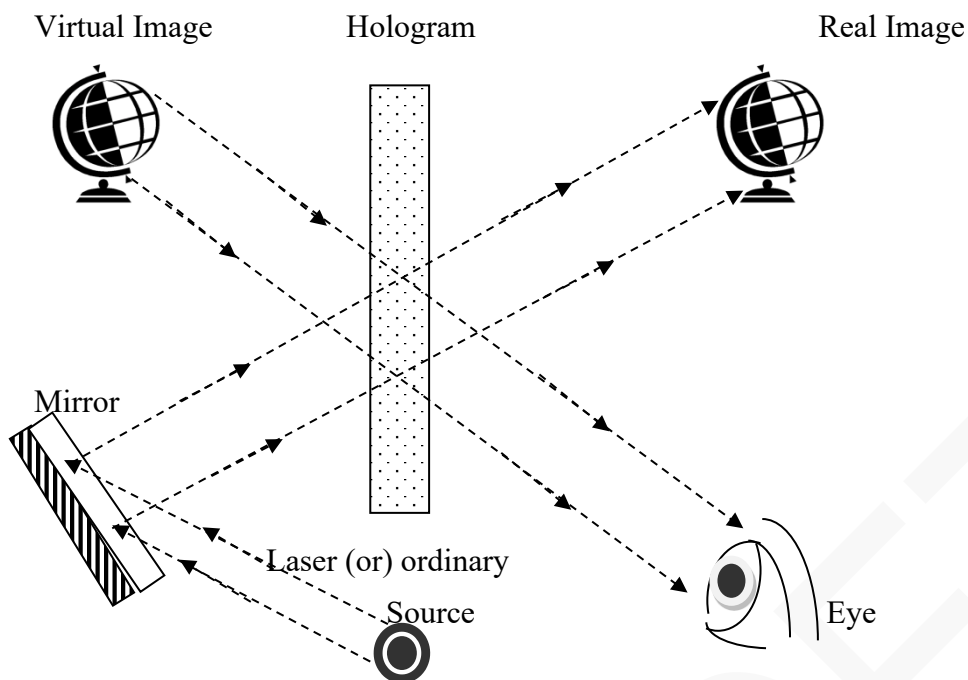 Virtual Image
Hologram
Real Image
Mirror
Laser (or) ordinary
Source
Eye